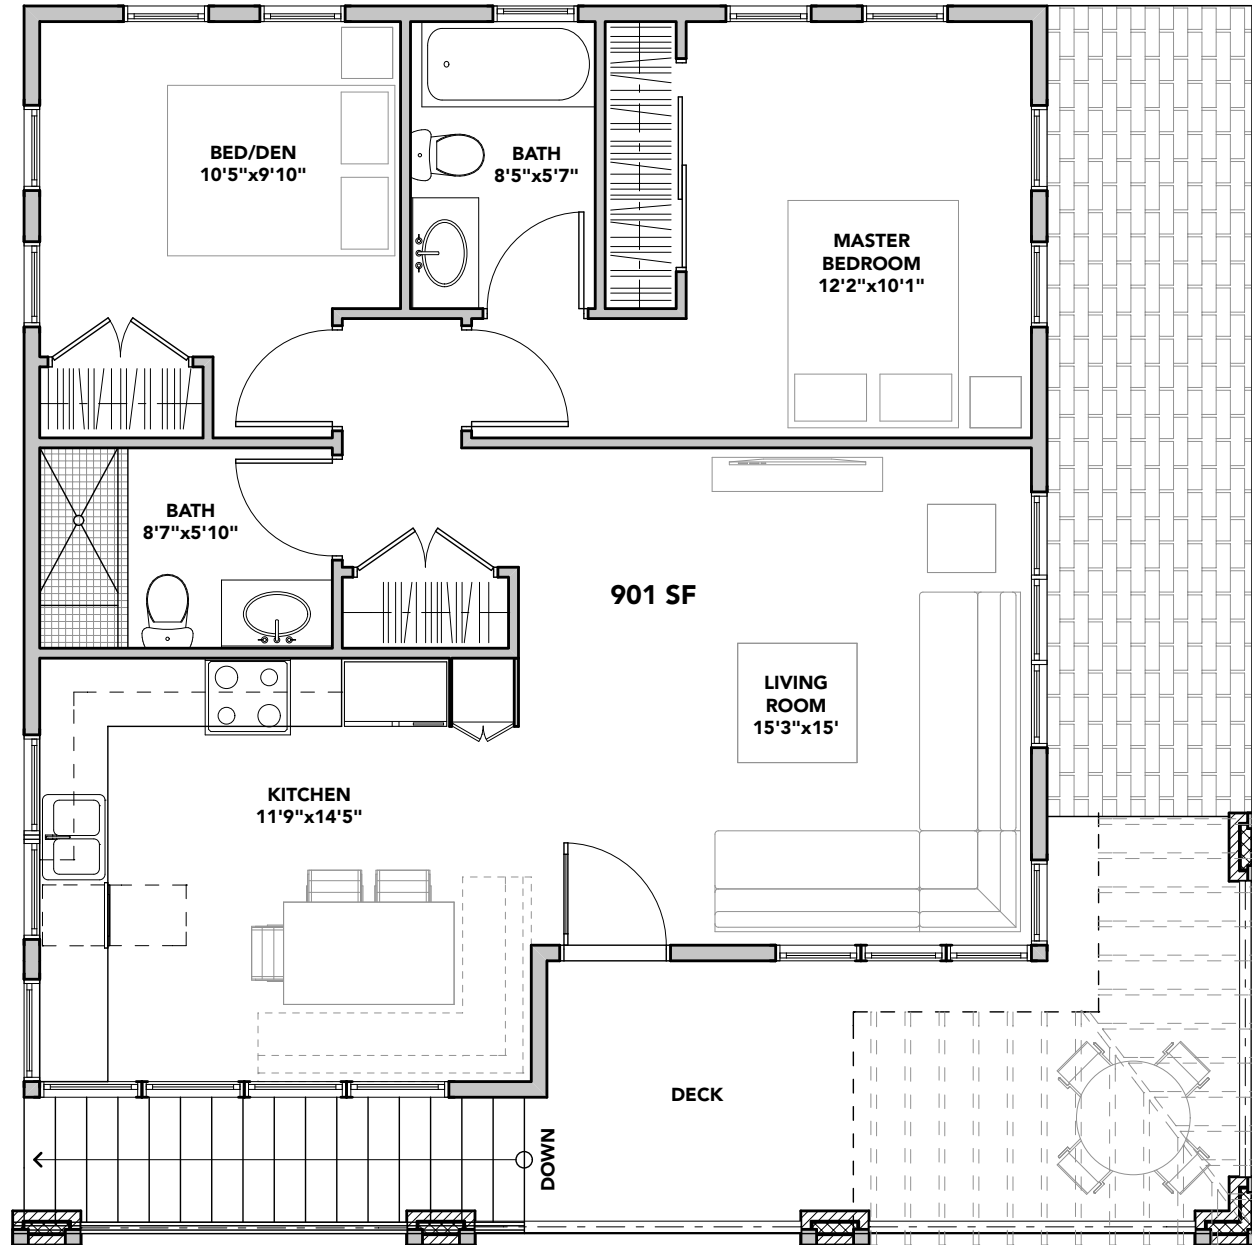 BED/DEN
10'5"x9'10"
BATH
8'5"x5'7"
MASTER
BEDROOM
12'2"x10'1"
BATH
8'7"x5'10"
901 SF
LIVING
ROOM
15'3"x15'
KITCHEN
11'9"x14'5"
DECK
DOWN